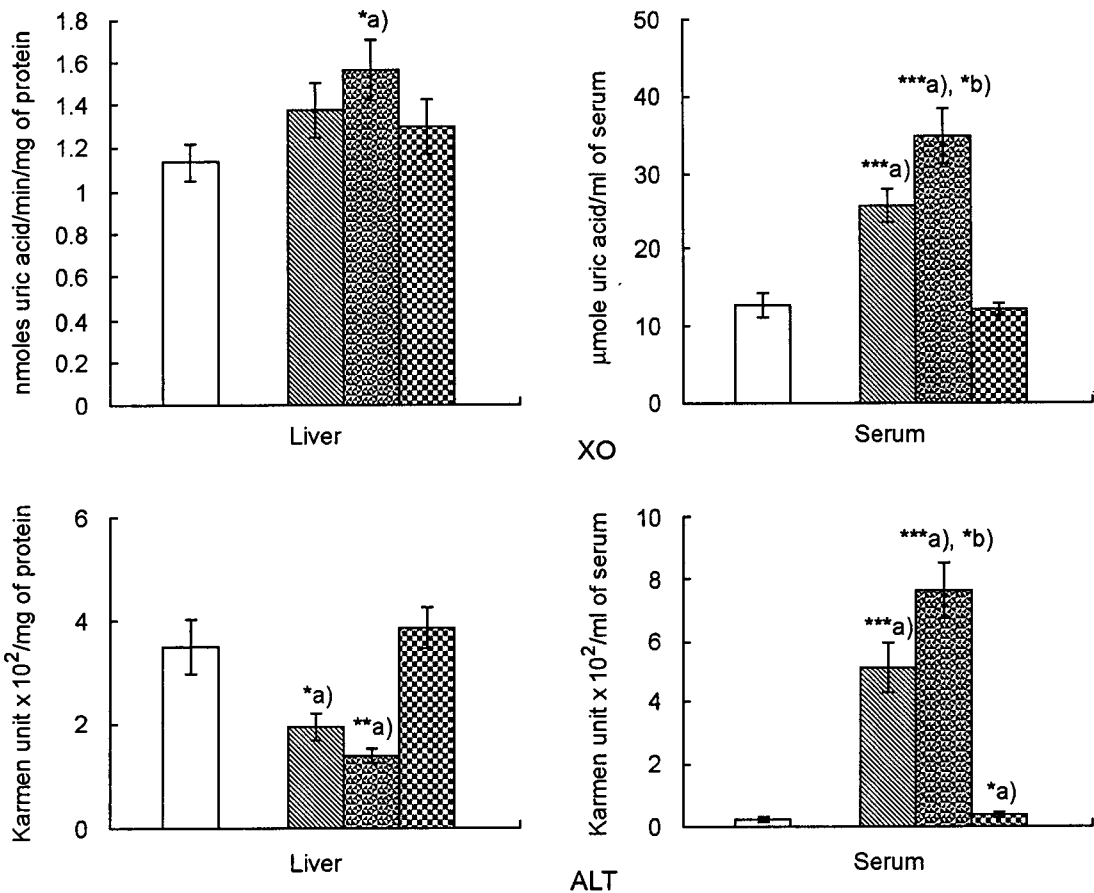 nmoles uric acid/min/mg of protein
1.8
1.6
1.4
1.2
1
0.8
0.6
0.4
0.2
0
*a)
Liver
µmole uric acid/ml of serum
50
40
30
20
10
0
***a)
***a), *b)
Serum
XO
Karmen unit x 10²/mg of protein
6
4
2
0
*a)
**a)
Liver
Karmen unit x 10²/ml of serum
10
8
6
4
2
0
***a)
***a), *b)
*a)
Serum
ALT